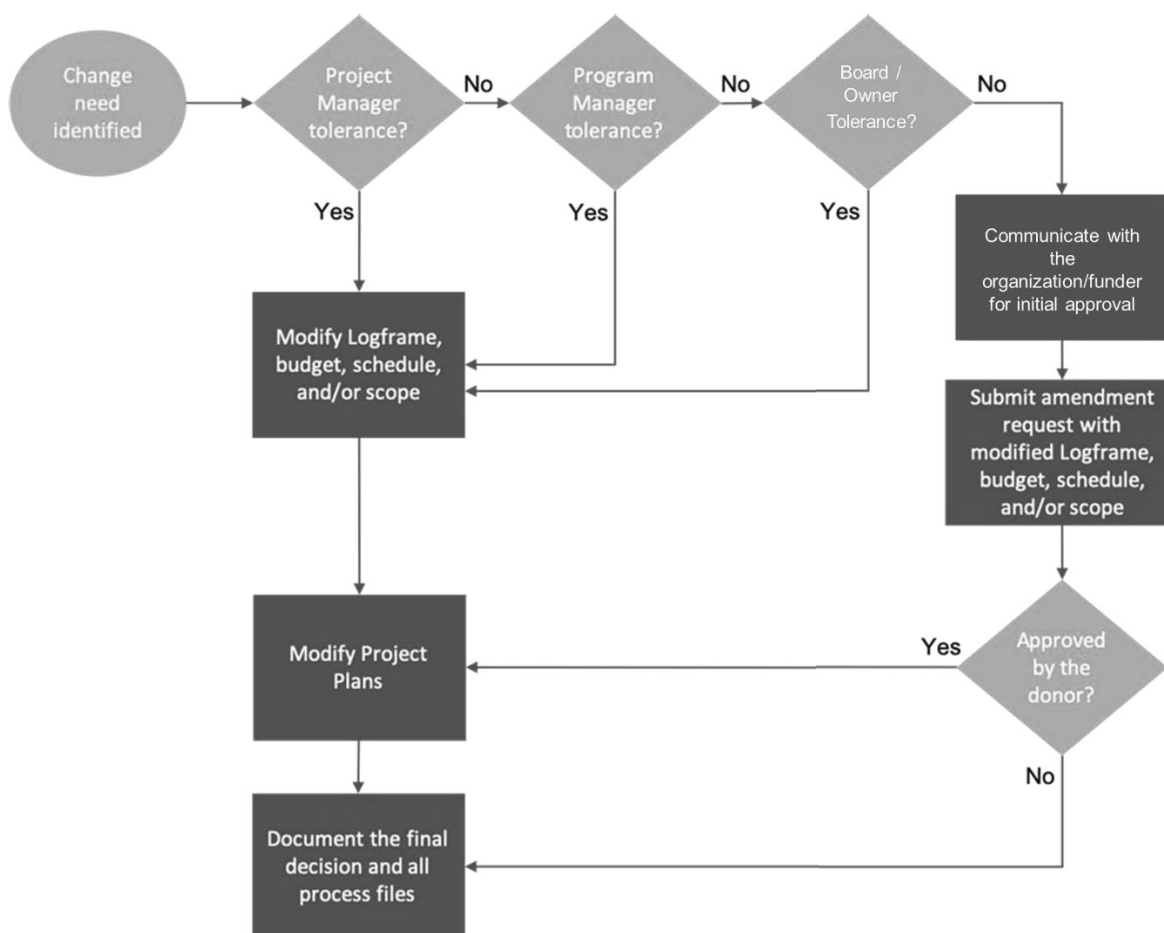 Change
need
identified
Project
Manager
tolerance?
No
Program
Manager
tolerance?
No
Board /
Owner
Tolerance?
No
Yes
Yes
Yes
Communicate with
the
organization/funder
for initial approval
Modify Logframe,
budget, schedule,
and/or scope
Submit amendment
request with
modified Logframe,
budget, schedule,
and/or scope
Approved
by the
donor?
Yes
Modify Project
Plans
No
Document the final
decision and all
process files